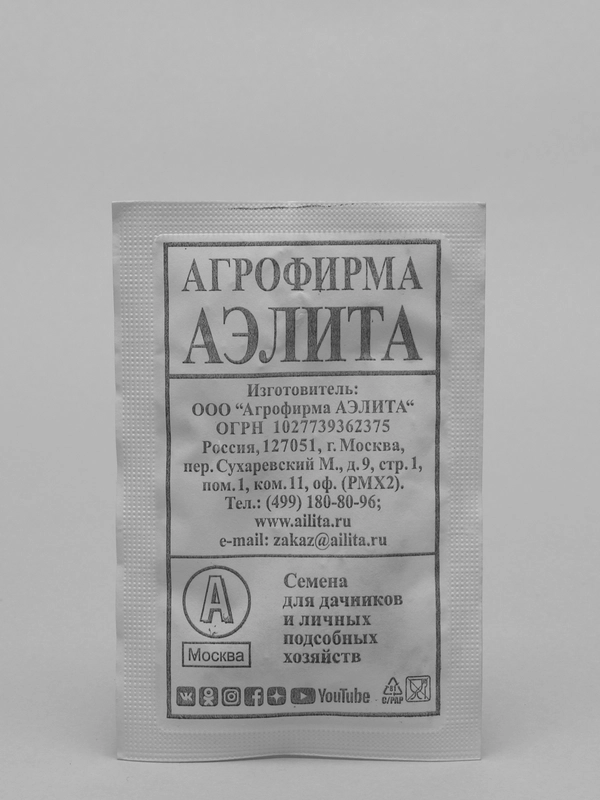 АГРОФИРМА
АЭЛИТА
Изготовитель:
ООО “Агрофирма АЭЛИТА“
ОГРН 1027739362375
Россия, 127051, г. Москва,
пер. Сухаревский М., д. 9, стр. 1,
пом. 1, ком. 11, оф. (РМХ2).
Тел.: (499) 180-80-96;
www.ailita.ru
e-mail: zakaz@ailita.ru
А
Москва
Семена
для дачников
и личных
подсобных
хозяйств
YouTube
81
C/PAP